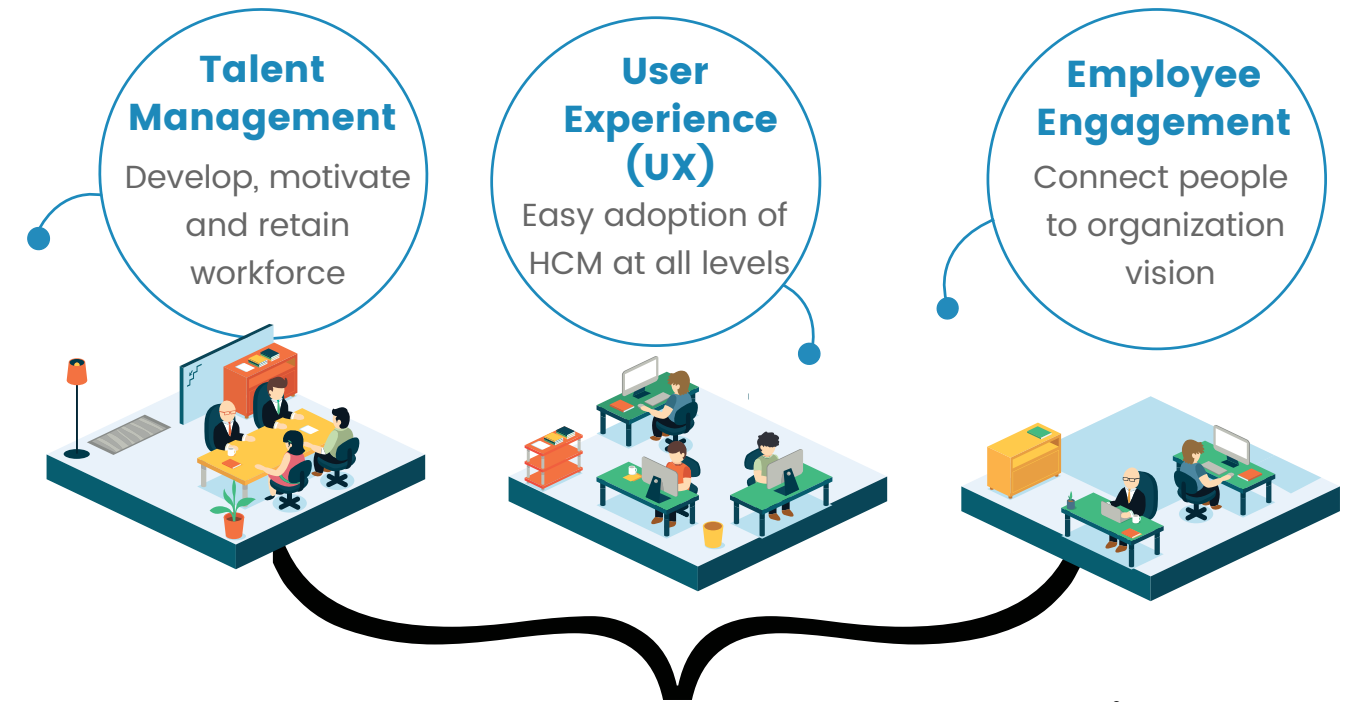 Talent
Management
Develop, motivate
and retain
workforce
User
Experience
(UX)
Easy adoption of
HCM at all levels
Employee
Engagement
Connect people
to organization
vision